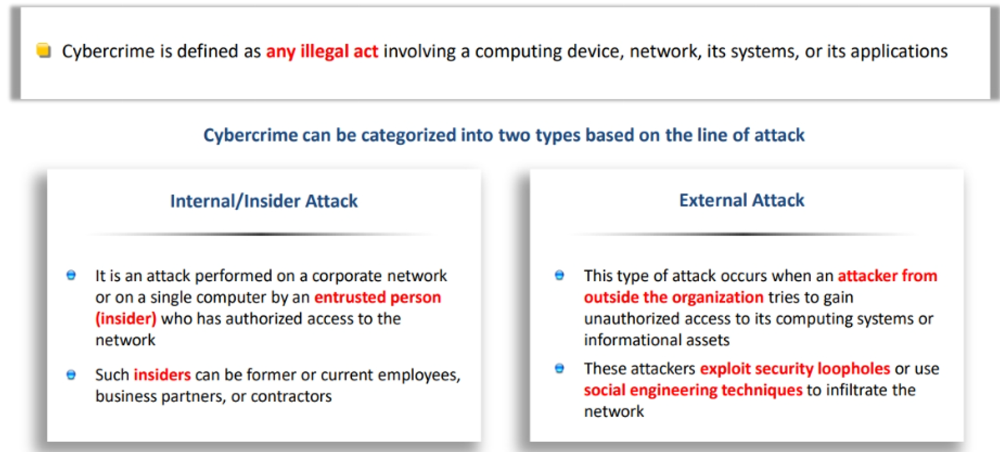 Cybercrime is defined as any illegal act involving a computing device, network, its systems, or its applications
Cybercrime can be categorized into two types based on the line of attack
Internal/Insider Attack
It is an attack performed on a corporate network
or on a single computer by an entrusted person
(insider) who has authorized access to the
network
Such insiders can be former or current employees,
business partners, or contractors
External Attack
This type of attack occurs when an attacker from
outside the organization tries to gain
unauthorized access to its computing systems or
informational assets
These attackers exploit security loopholes or use
social engineering techniques to infiltrate the
network